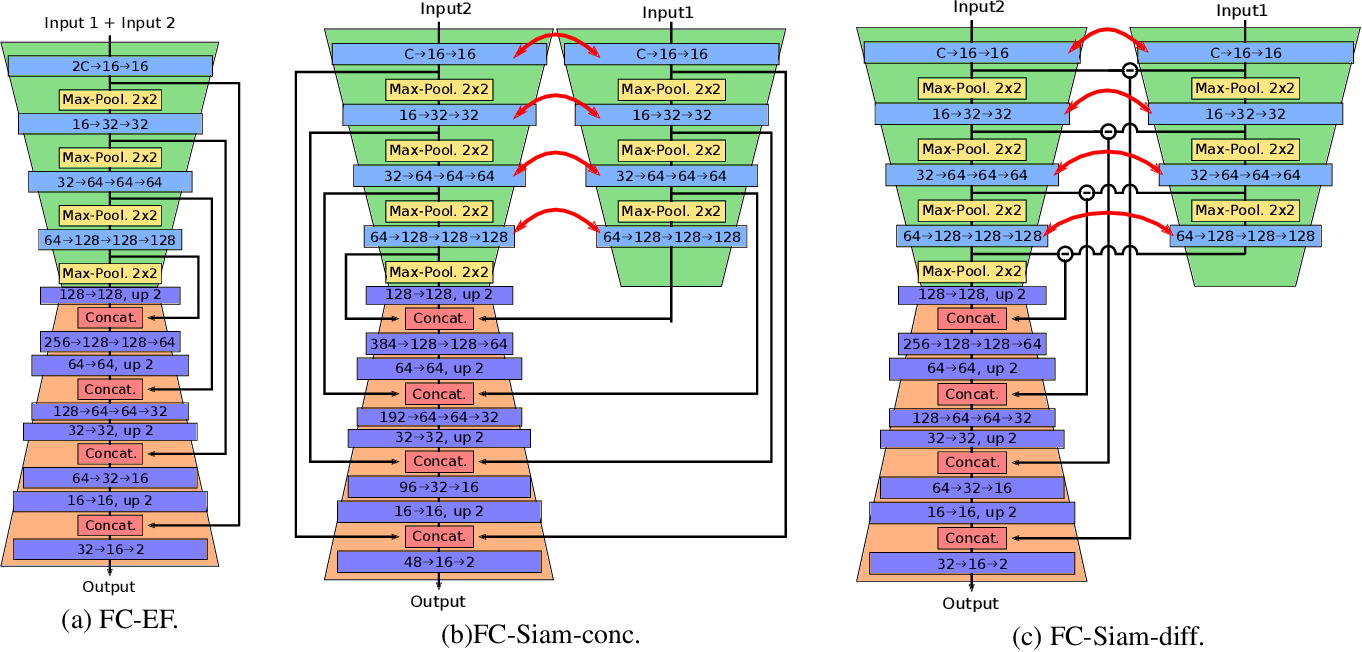 Input 1 + Input 2
2C→16→16
Max-Pool. 2x2
16→32→32
Max-Pool. 2x2
32→64→64→64
Max-Pool. 2x2
64→128→128→128
Max-Pool. 2x2
128→128, up 2
Concat.
256→128→128→64
64→64, up 2
Concat.
128→64→64→32
32→32, up 2
Concat.
64→32→16
16→16, up 2
Concat.
32→16→2
Output
(a) FC-EF.
Input2
Input1
C→16→16
C→16→16
Max-Pool. 2x2
Max-Pool. 2x2
16→32→32
16→32→32
Max-Pool. 2x2
Max-Pool. 2x2
32→64→64→64
32→64→64→64
Max-Pool. 2x2
Max-Pool. 2x2
64→128→128→128
64→128→128→128
Max-Pool. 2x2
128→128, up 2
Concat.
384→128→128→64
64→64, up 2
Concat.
192→64→64→32
32→32, up 2
Concat.
96→32→16
16→16, up 2
Concat.
48→16→2
Output
(b)FC-Siam-conc.
Input2
Input1
C→16→16
C→16→16
Max-Pool. 2x2
Max-Pool. 2x2
16→32→32
16→32→32
Max-Pool. 2x2
Max-Pool. 2x2
32→64→64→64
32→64→64→64
Max-Pool. 2x2
Max-Pool. 2x2
64→128→128→128
64→128→128→128
Max-Pool. 2x2
128→128, up 2
Concat.
256→128→128→64
64→64, up 2
Concat.
128→64→64→32
32→32, up 2
Concat.
64→32→16
16→16, up 2
Concat.
32→16→2
Output
(c) FC-Siam-diff.